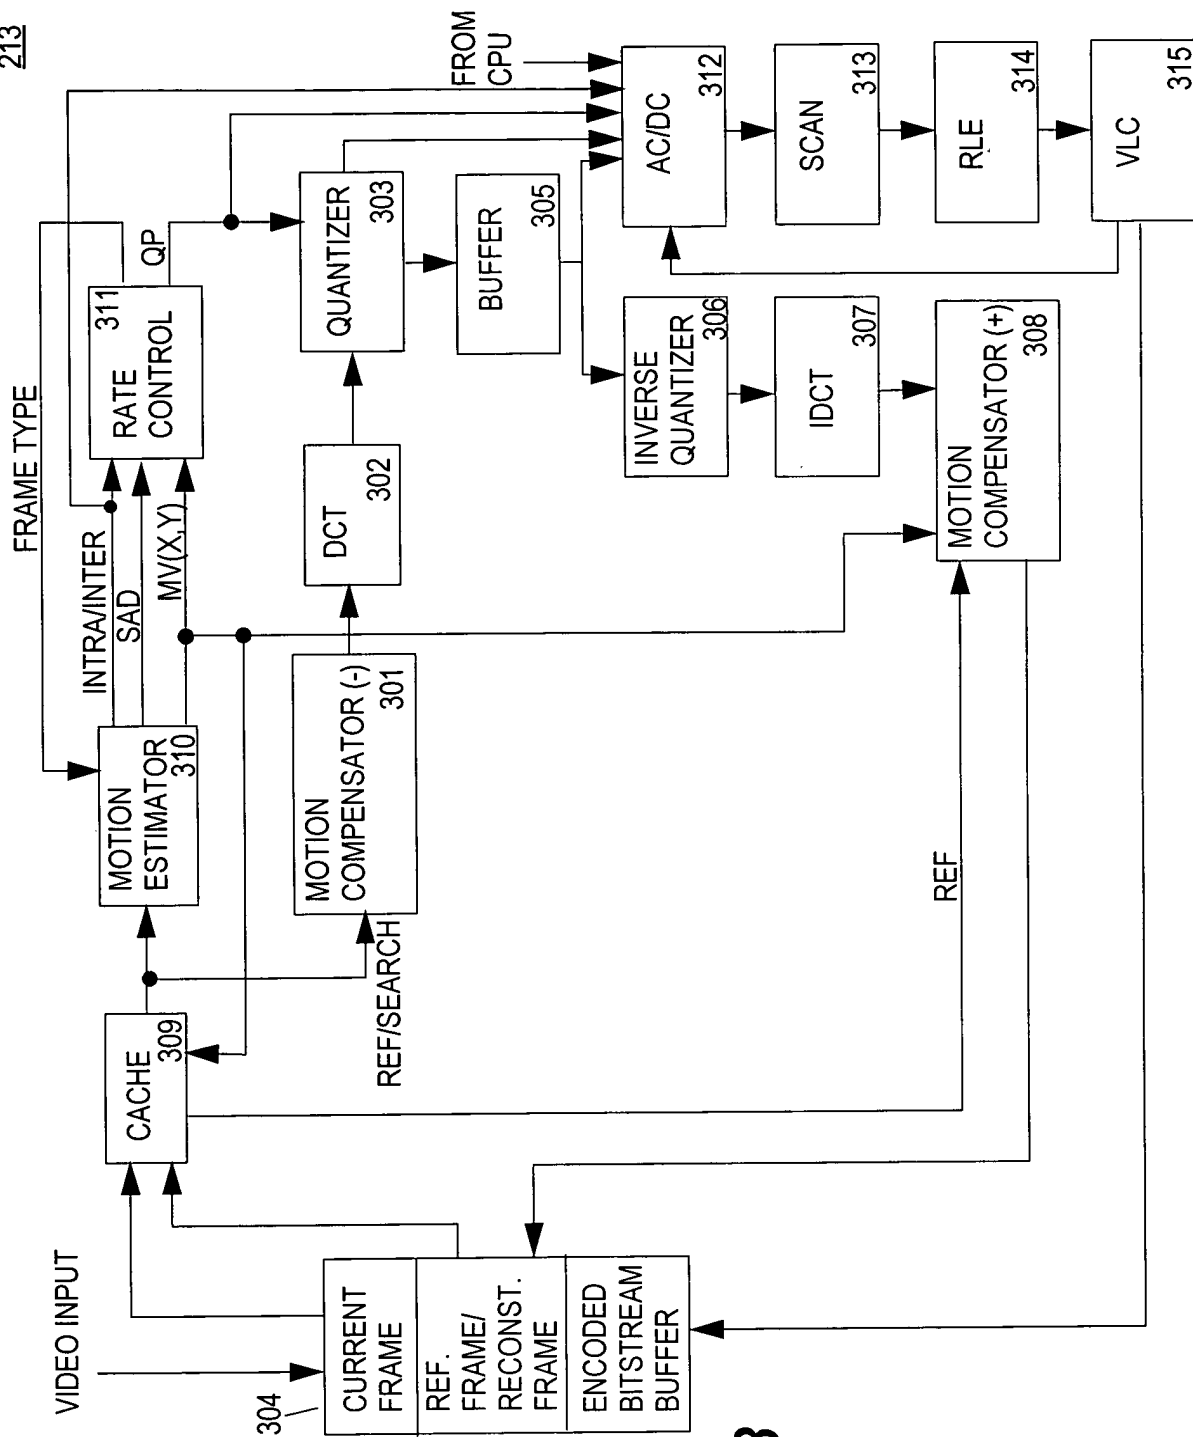 213
VIDEO INPUT
304
CURRENT
FRAME
REF.
FRAME/
RECONST.
FRAME
ENCODED
BITSTREAM
BUFFER
CACHE
309
REF/SEARCH
REF
MOTION
ESTIMATOR
310
FRAME TYPE
INTRA/INTER
SAD
MV(X,Y)
RATE
CONTROL
311
QP
MOTION
COMPENSATOR (-)
301
DCT
302
QUANTIZER
303
BUFFER
305
FROM
CPU
INVERSE
QUANTIZER
306
IDCT
307
MOTION
COMPENSATOR (+)
308
AC/DC
312
SCAN
313
RLE
314
VLC
315
3